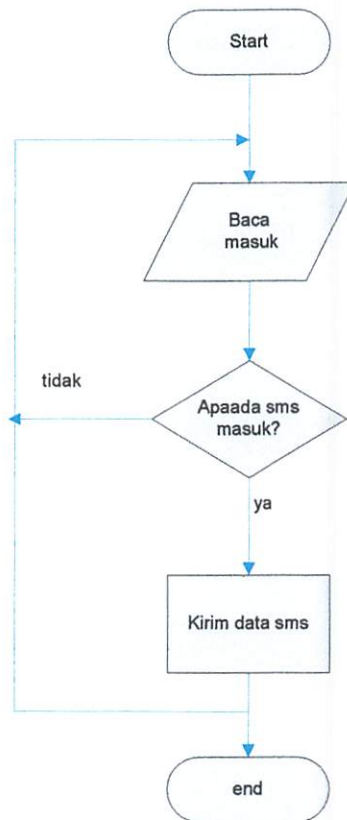 Start
Baca
masuk
tidak
Apaada sms
masuk?
ya
Kirim data sms
end